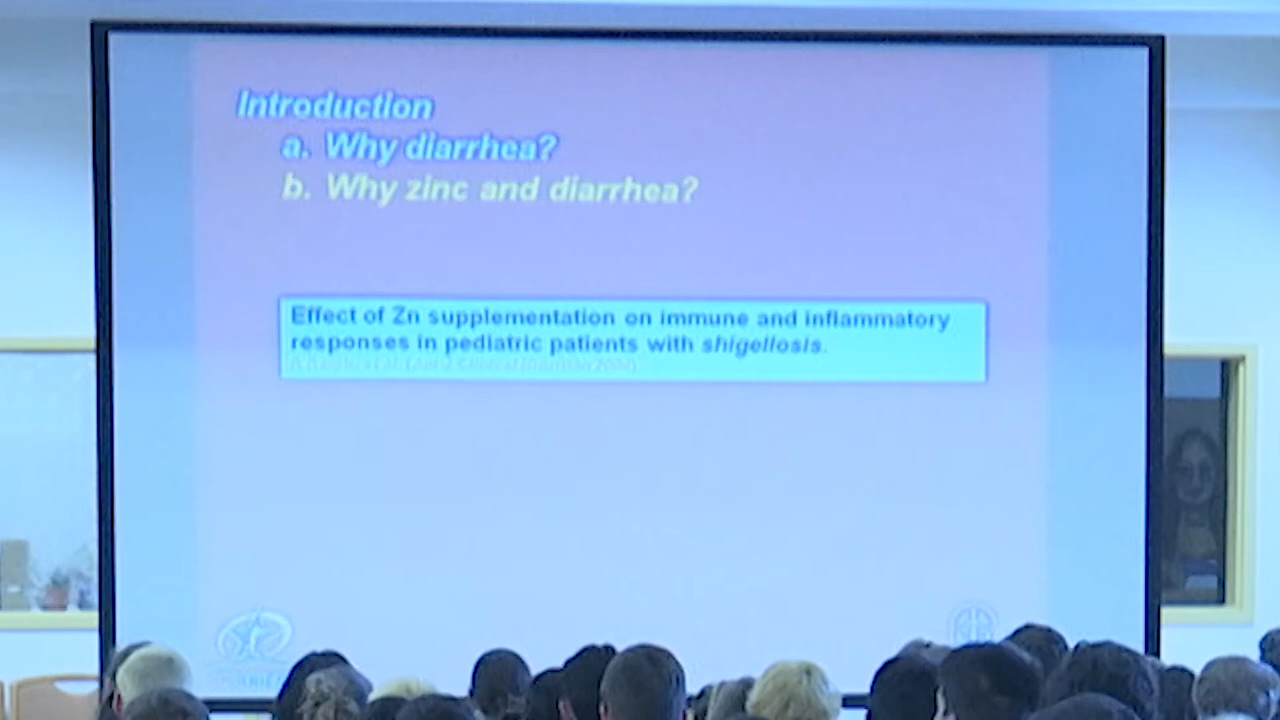 Introduction
a. Why diarrhea?
b. Why zinc and diarrhea?
Effect of Zn supplementation on immune and inflammatory
responses in pediatric patients with shigellosis.